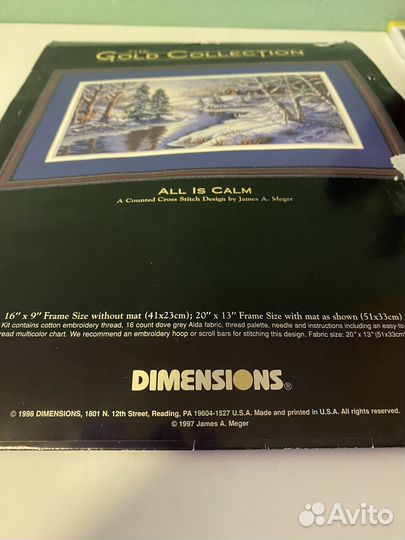 THE
GOLD COLLECTION
ALL IS CALM
A Counted Cross Stitch Design by James A. Meger
16" x 9" Frame Size without mat (41x23cm); 20" x 13" Frame Size with mat as shown (51x33cm)
Kit contains cotton embroidery thread, 16 count dove grey Aida fabric, thread palette, needle and instructions including an easy-to-
read multicolor chart. We recommend an embroidery hoop or scroll bars for stitching this design. Fabric size: 20" x 13" (51x33cm)
DIMENSIONS®
© 1998 DIMENSIONS, 1801 N. 12th Street, Reading, PA 19604-1527 U.S.A. Made and printed in U.S.A. All rights reserved.
© 1997 James A. Meger
Avito